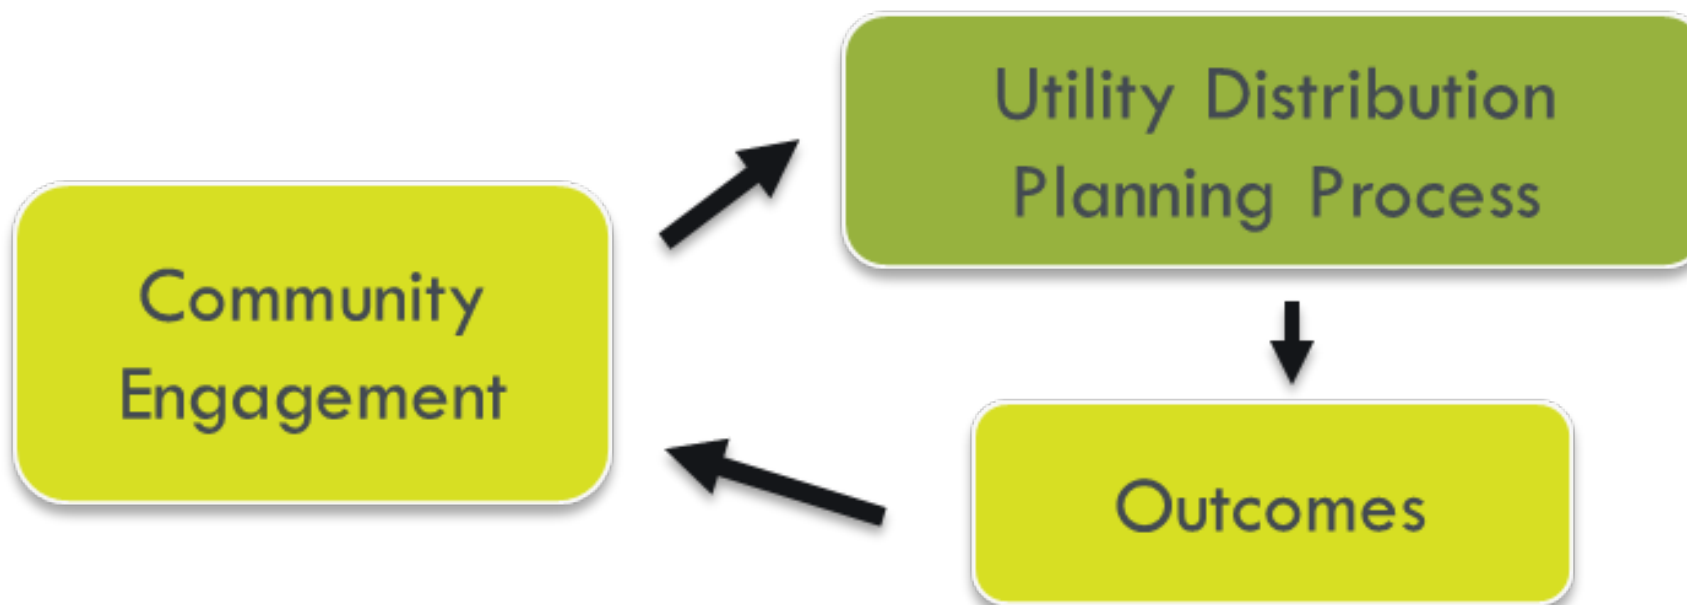 Utility Distribution
Planning Process
Community
Engagement
Outcomes